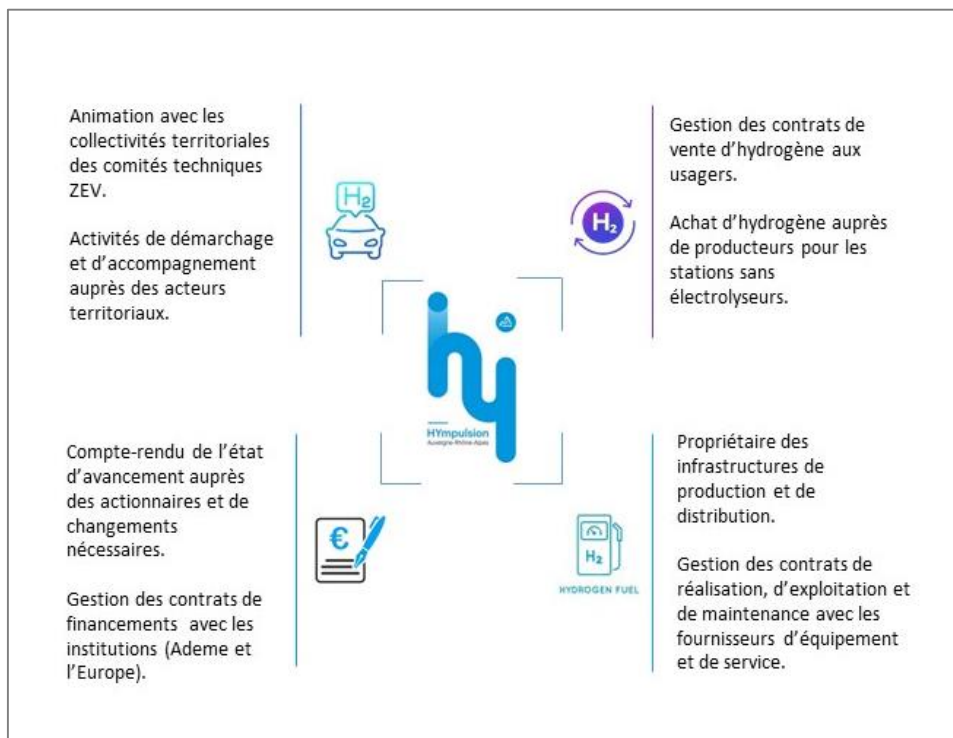 Animation avec les
collectivités territoriales
des comités techniques
ZEV.
Activités de démarchage
et d’accompagnement
auprès des acteurs
territoriaux.
H2
Gestion des contrats de
vente d’hydrogène aux
usagers.
Achat d’hydrogène auprès
de producteurs pour les
stations sans
électrolyseurs.
H2
hy
HYmpulsion
Auvergne-Rhône-Alpes
Compte-rendu de l’état
d’avancement auprès
des actionnaires et de
changements
nécessaires.
Gestion des contrats de
financements avec les
institutions (Ademe et
l’Europe).
€
Propriétaire des
infrastructures de
production et de
distribution.
Gestion des contrats de
réalisation, d’exploitation et
de maintenance avec les
fournisseurs d’équipement
et de service.
H2
HYDROGEN FUEL